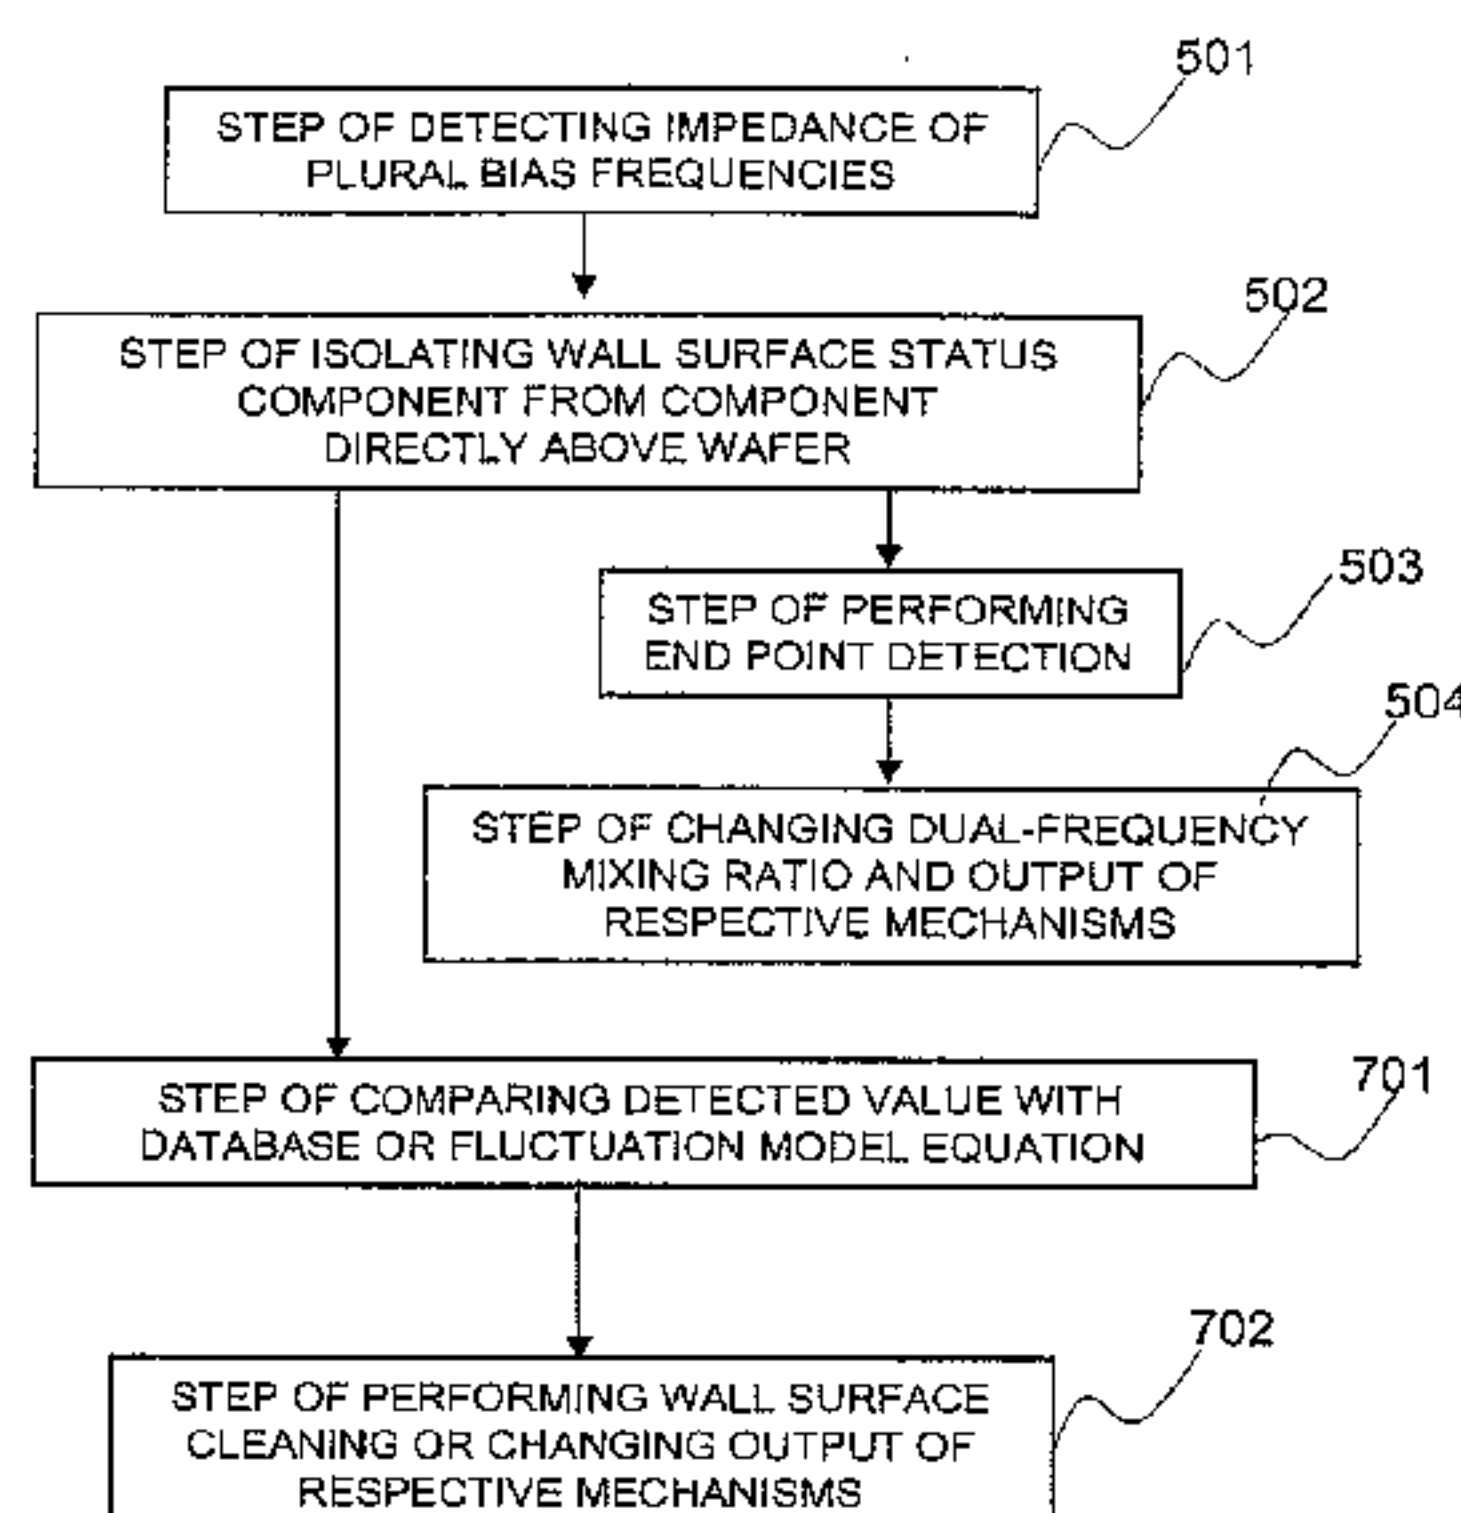 501
STEP OF DETECTING IMPEDANCE OF
PLURAL BIAS FREQUENCIES
502
STEP OF ISOLATING WALL SURFACE STATUS
COMPONENT FROM COMPONENT
DIRECTLY ABOVE WAFER
503
STEP OF PERFORMING
END POINT DETECTION
504
STEP OF CHANGING DUAL-FREQUENCY
MIXING RATIO AND OUTPUT OF
RESPECTIVE MECHANISMS
701
STEP OF COMPARING DETECTED VALUE WITH
DATABASE OR FLUCTUATION MODEL EQUATION
702
STEP OF PERFORMING WALL SURFACE
CLEANING OR CHANGING OUTPUT OF
RESPECTIVE MECHANISMS